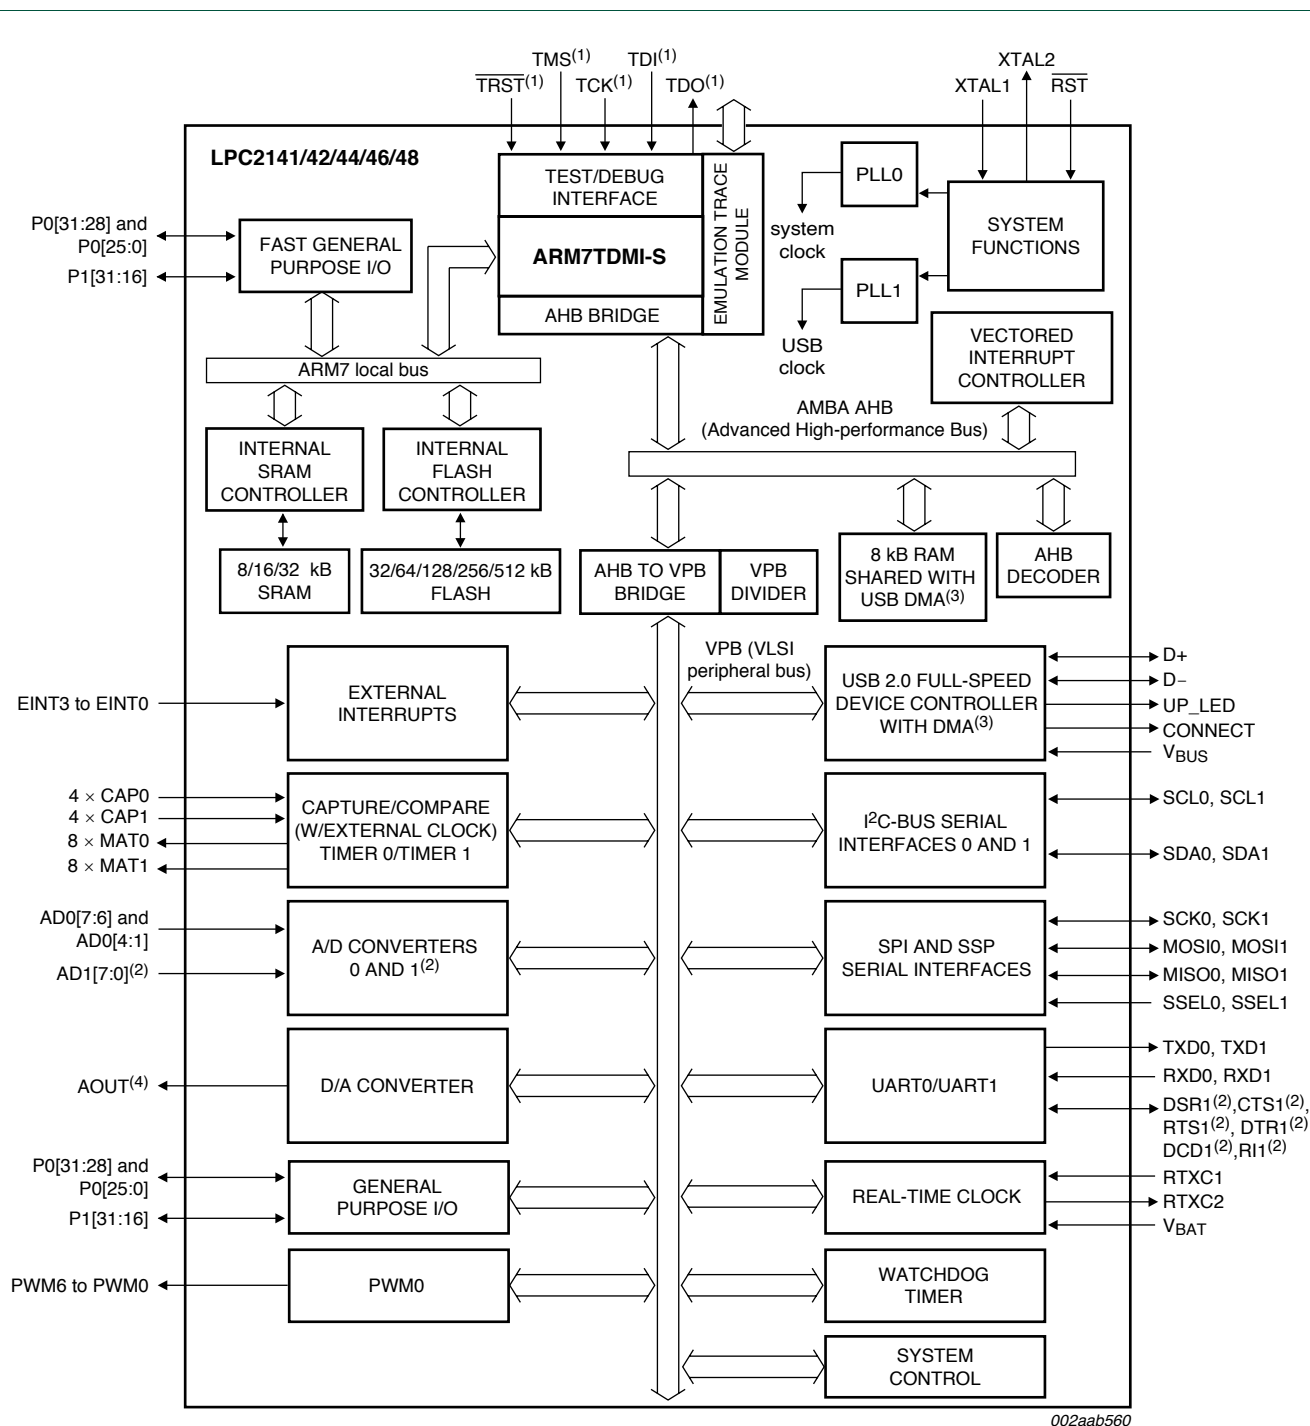 TMS(1)
TDI(1)
TRST(1)
TCK(1)
TDO(1)
XTAL2
XTAL1
RST
LPC2141/42/44/46/48
TEST/DEBUG
INTERFACE
EMULATION TRACE
MODULE
PLL0
SYSTEM
FUNCTIONS
P0[31:28] and
P0[25:0]
P1[31:16]
FAST GENERAL
PURPOSE I/O
ARM7TDMI-S
system
clock
PLL1
AHB BRIDGE
USB
clock
VECTORED
INTERRUPT
CONTROLLER
ARM7 local bus
AMBA AHB
(Advanced High-performance Bus)
INTERNAL
SRAM
CONTROLLER
INTERNAL
FLASH
CONTROLLER
8/16/32 kB
SRAM
32/64/128/256/512 kB
FLASH
AHB TO VPB
BRIDGE
VPB
DIVIDER
8 kB RAM
SHARED WITH
USB DMA(3)
AHB
DECODER
VPB (VLSI
peripheral bus)
EINT3 to EINT0
EXTERNAL
INTERRUPTS
USB 2.0 FULL-SPEED
DEVICE CONTROLLER
WITH DMA(3)
D+
D−
UP_LED
CONNECT
VBUS
4 × CAP0
4 × CAP1
8 × MAT0
8 × MAT1
CAPTURE/COMPARE
(W/EXTERNAL CLOCK)
TIMER 0/TIMER 1
I2C-BUS SERIAL
INTERFACES 0 AND 1
SCL0, SCL1
SDA0, SDA1
AD0[7:6] and
AD0[4:1]
AD1[7:0](2)
A/D CONVERTERS
0 AND 1(2)
SPI AND SSP
SERIAL INTERFACES
SCK0, SCK1
MOSI0, MOSI1
MISO0, MISO1
SSEL0, SSEL1
AOUT(4)
D/A CONVERTER
UART0/UART1
TXD0, TXD1
RXD0, RXD1
DSR1(2),CTS1(2),
RTS1(2), DTR1(2)
DCD1(2),RI1(2)
P0[31:28] and
P0[25:0]
P1[31:16]
GENERAL
PURPOSE I/O
REAL-TIME CLOCK
RTXC1
RTXC2
VBAT
PWM6 to PWM0
PWM0
WATCHDOG
TIMER
SYSTEM
CONTROL
002aab560